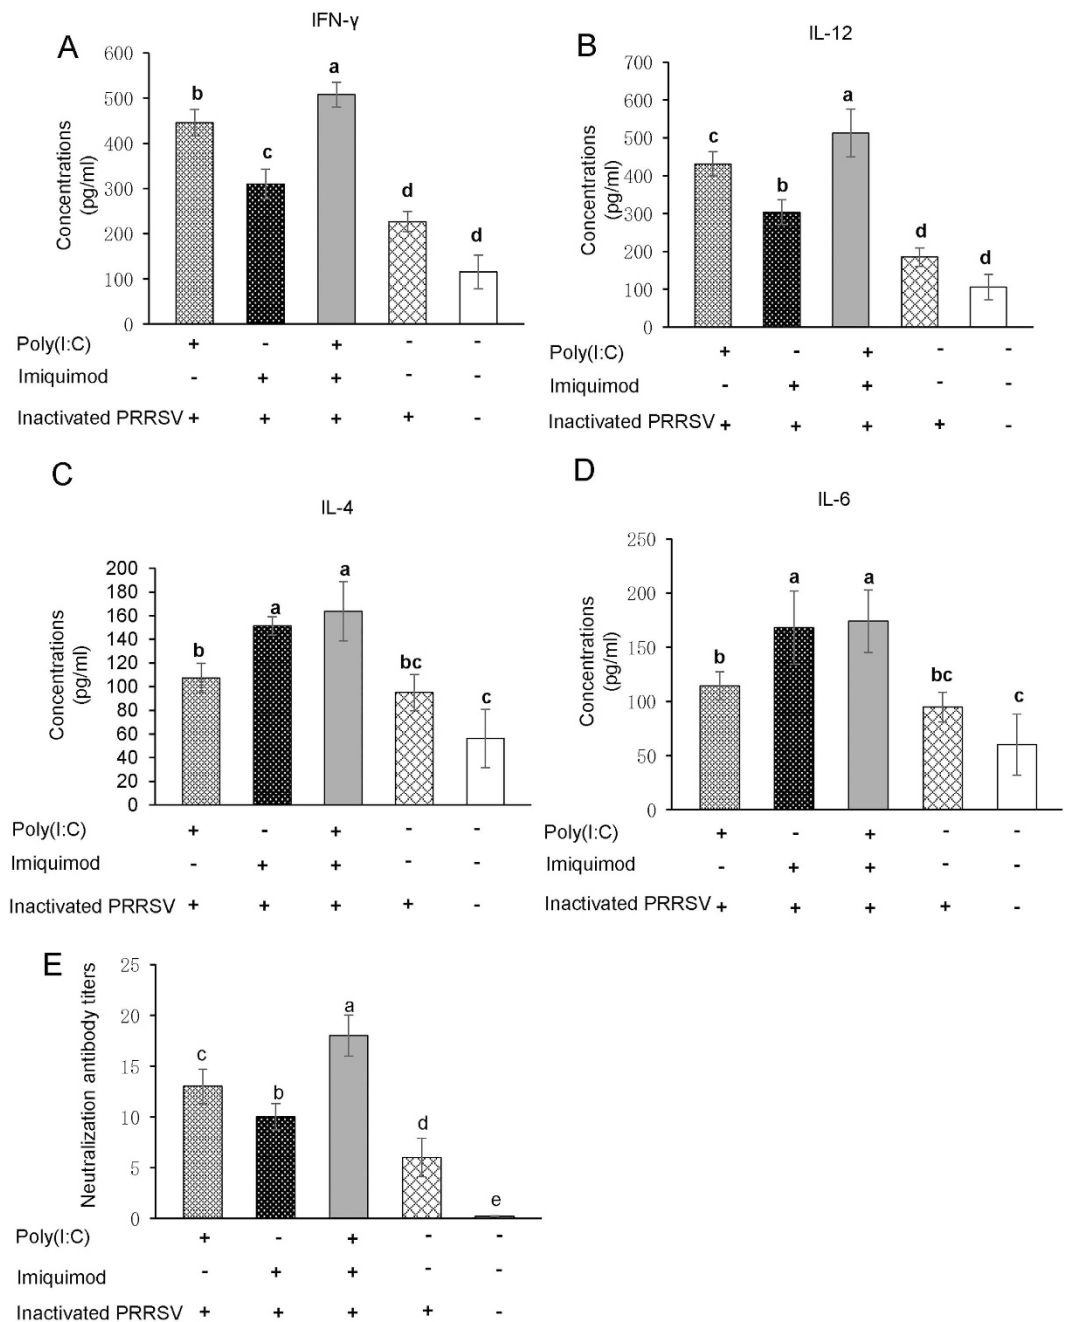 A
IFN-γ
Concentrations
(pg/ml)
600
500
400
300
200
100
0
b
c
a
d
d
Poly(I:C) + - + - -
Imiquimod - + + - -
Inactivated PRRSV + + + + -
B
IL-12
Concentrations
(pg/ml)
700
600
500
400
300
200
100
0
c
b
a
d
d
Poly(I:C) + - + - -
Imiquimod - + + - -
Inactivated PRRSV + + + + -
C
IL-4
Concentrations
(pg/ml)
200
180
160
140
120
100
80
60
40
20
0
b
a
a
bc
c
Poly(I:C) + - + - -
Imiquimod - + + - -
Inactivated PRRSV + + + + -
D
IL-6
Concentrations
(pg/ml)
250
200
150
100
50
0
b
a
a
bc
c
Poly(I:C) + - + - -
Imiquimod - + + - -
Inactivated PRRSV + + + + -
E
Neutralization antibody titers
25
20
15
10
5
0
c
b
a
d
e
Poly(I:C) + - + - -
Imiquimod - + + - -
Inactivated PRRSV + + + + -